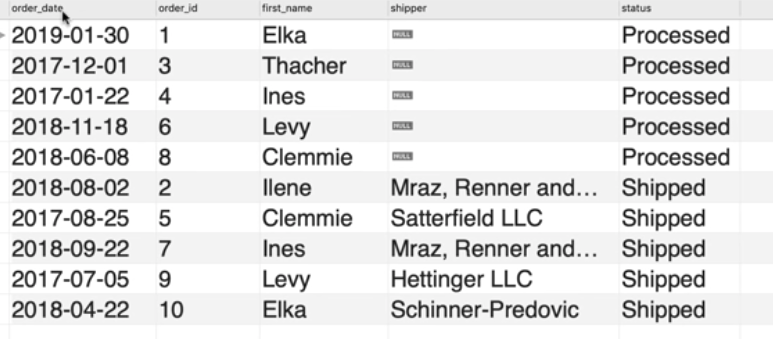 order_date order_id first_name shipper status
2019-01-30 1 Elka NULL Processed
2017-12-01 3 Thacher NULL Processed
2017-01-22 4 Ines NULL Processed
2018-11-18 6 Levy NULL Processed
2018-06-08 8 Clemmie NULL Processed
2018-08-02 2 Ilene Mraz, Renner and... Shipped
2017-08-25 5 Clemmie Satterfield LLC Shipped
2018-09-22 7 Ines Mraz, Renner and... Shipped
2017-07-05 9 Levy Hettinger LLC Shipped
2018-04-22 10 Elka Schinner-Predovic Shipped